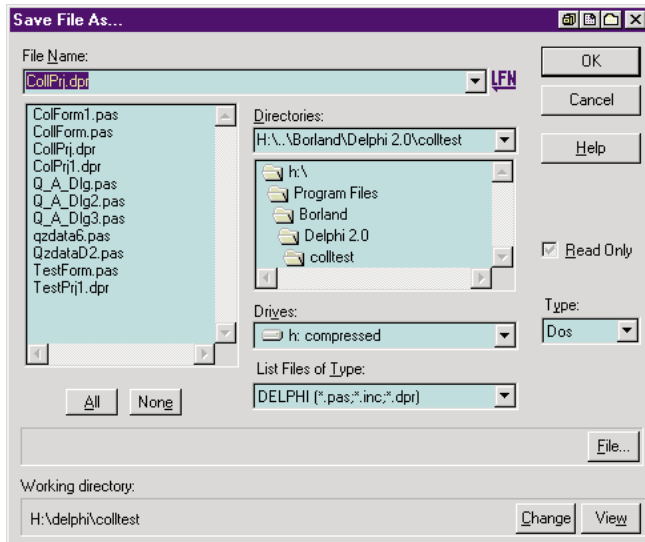 Save File As...
File Name:
CollPrj.dpr
LFN
OK
Cancel
Help
ColForm1.pas
CollForm.pas
CollPrj.dpr
ColPrj1.dpr
Q_A_Dlg.pas
Q_A_Dlg2.pas
Q_A_Dlg3.pas
qzdata6.pas
QzdataD2.pas
TestForm.pas
TestPrj1.dpr
Directories:
H:\..\Borland\Delphi 2.0\colltest
h:\
Program Files
Borland
Delphi 2.0
colltest
Read Only
Drives:
h: compressed
Type:
Dos
List Files of Type:
DELPHI (*.pas;*.inc;*.dpr)
All
None
File...
Working directory:
H:\delphi\colltest
Change
View